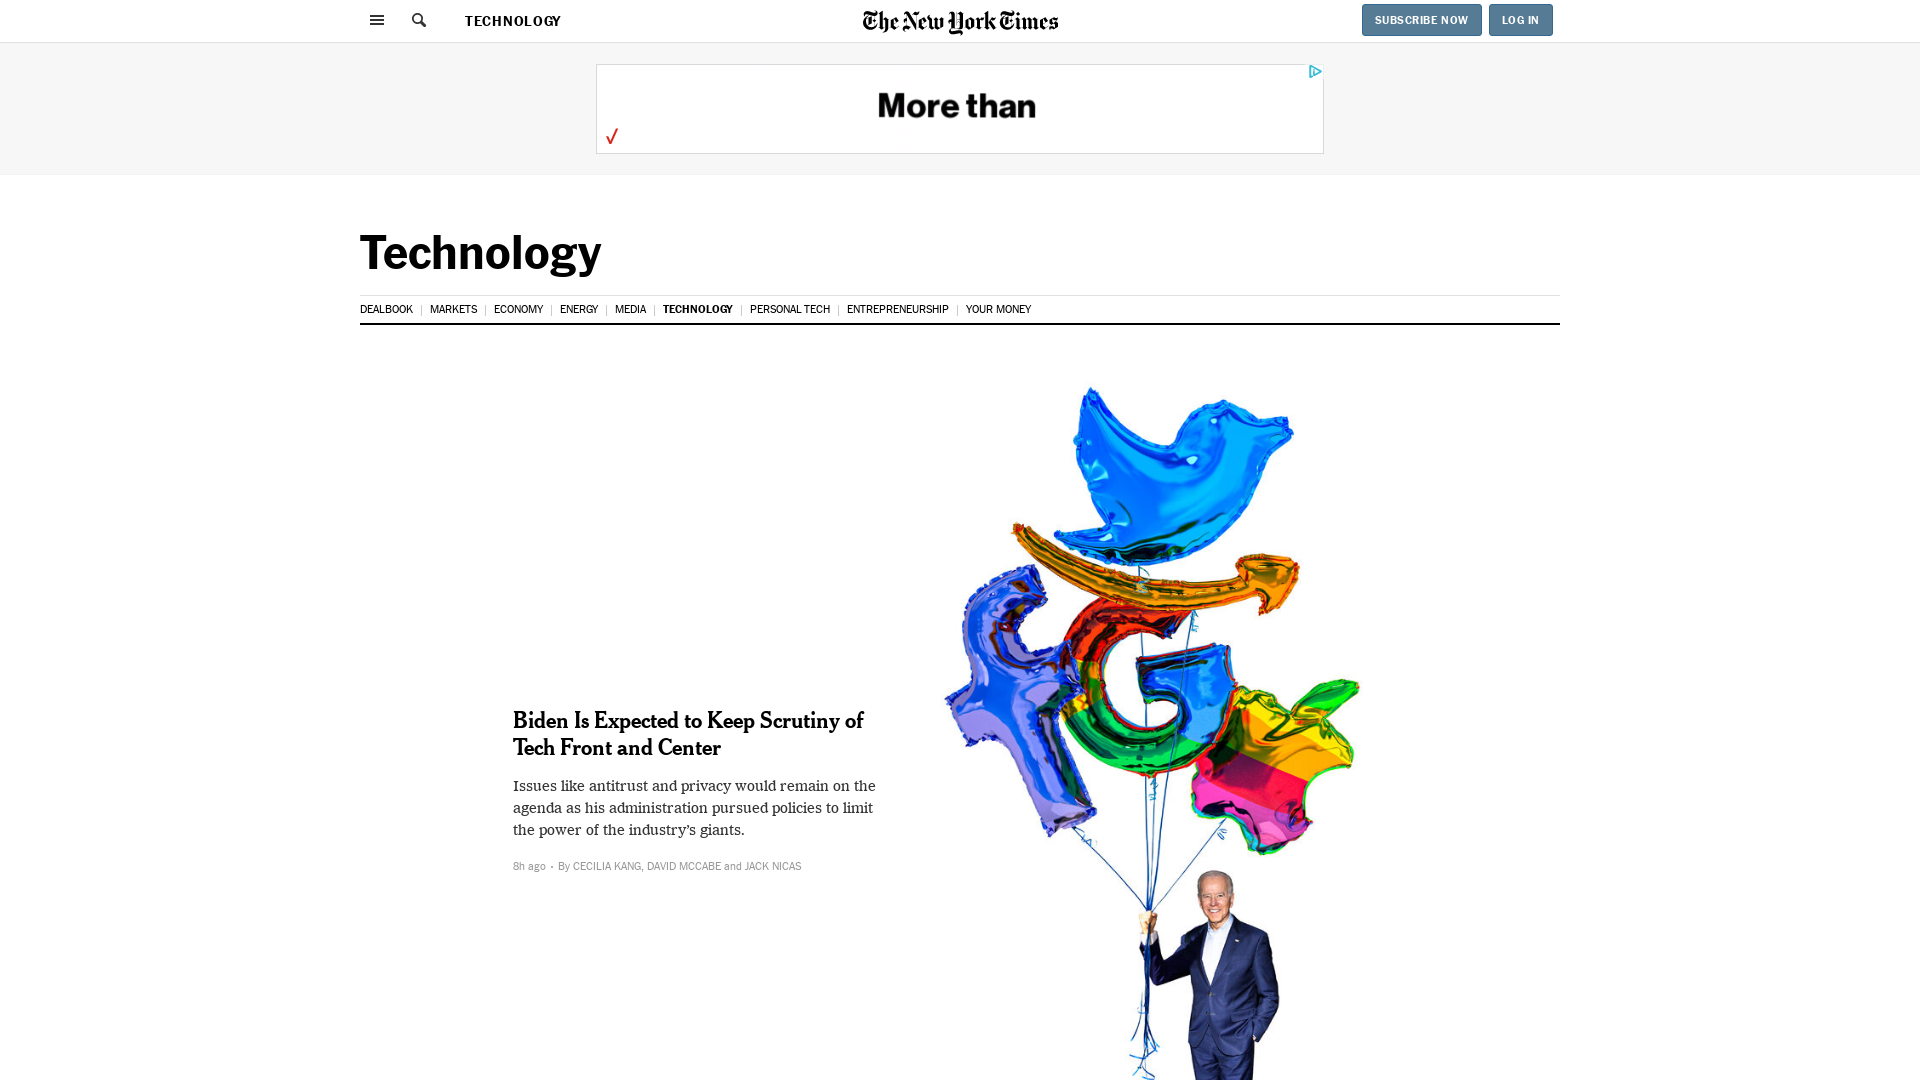 TECHNOLOGY
The New York Times
SUBSCRIBE NOW
LOG IN
More than
Technology
DEALBOOK
MARKETS
ECONOMY
ENERGY
MEDIA
TECHNOLOGY
PERSONAL TECH
ENTREPRENEURSHIP
YOUR MONEY
Biden Is Expected to Keep Scrutiny of
Tech Front and Center
Issues like antitrust and privacy would remain on the
agenda as his administration pursued policies to limit
the power of the industry’s giants.
8h ago • By CECILIA KANG, DAVID MCCABE and JACK NICAS